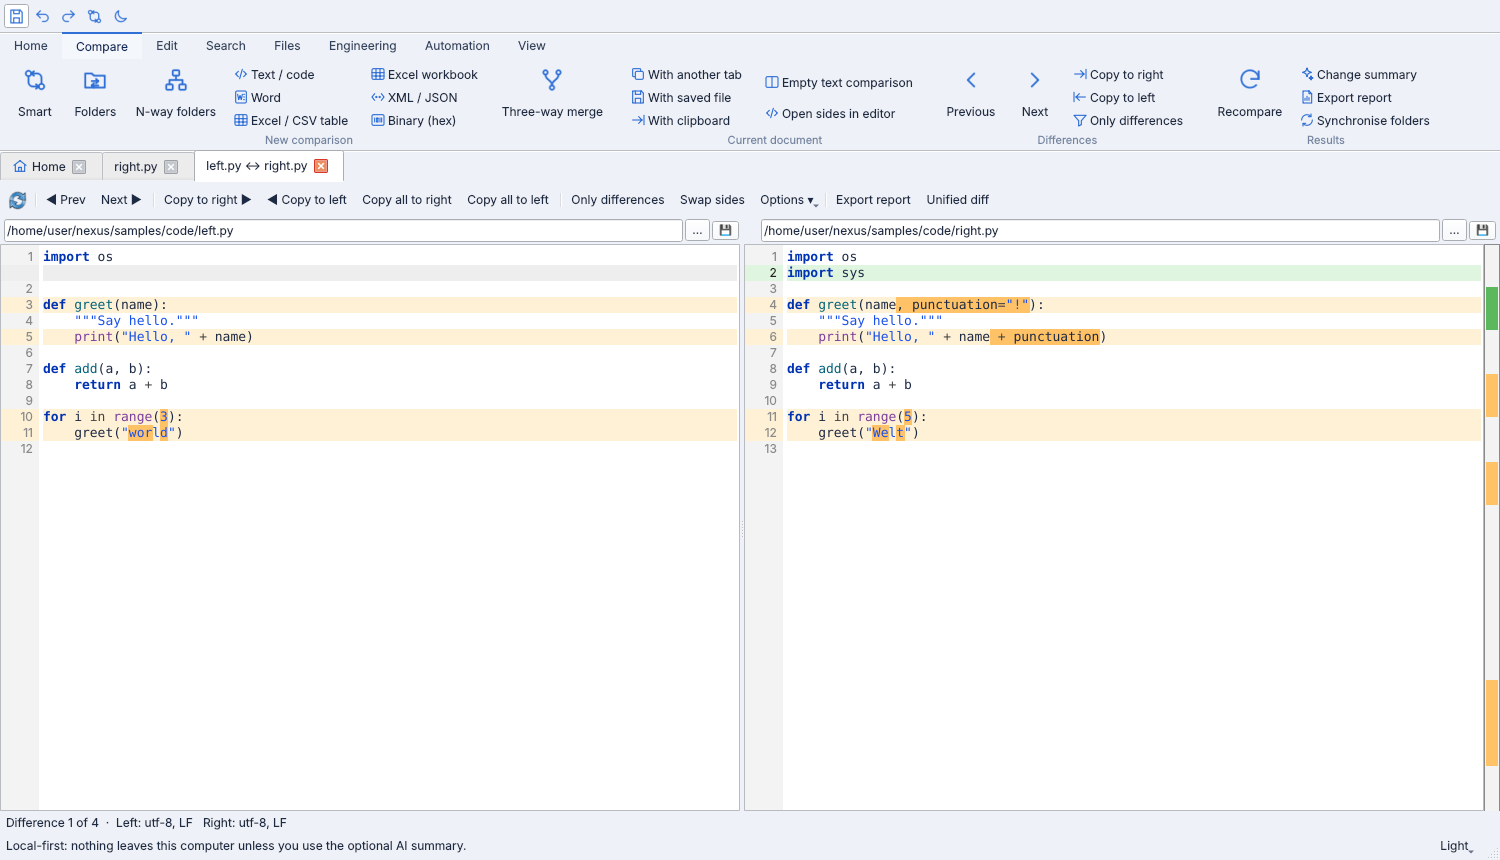 Home Compare Edit Search Files Engineering Automation View
Smart
Folders
N-way folders
Text / code
Word
Excel / CSV table
Excel workbook
XML / JSON
Binary (hex)
New comparison
Three-way merge
With another tab
With saved file
With clipboard
Empty text comparison
Open sides in editor
Current document
Previous
Next
Copy to right
Copy to left
Only differences
Differences
Recompare
Change summary
Export report
Synchronise folders
Results
Home
right.py
left.py ↔ right.py
◀ Prev Next ▶ Copy to right ▶ ◀ Copy to left Copy all to right Copy all to left Only differences Swap sides Options ▾ Export report Unified diff
/home/user/nexus/samples/code/left.py ...
/home/user/nexus/samples/code/right.py ...
1 import os
2
3 def greet(name):
4     """Say hello."""
5     print("Hello, " + name)
6
7 def add(a, b):
8     return a + b
9
10 for i in range(3):
11     greet("world")
12
1 import os
2 import sys
3
4 def greet(name, punctuation="!"):
5     """Say hello."""
6     print("Hello, " + name + punctuation)
7
8 def add(a, b):
9     return a + b
10
11 for i in range(5):
12     greet("Welt")
13
Difference 1 of 4 · Left: utf-8, LF Right: utf-8, LF
Local-first: nothing leaves this computer unless you use the optional AI summary.
Light